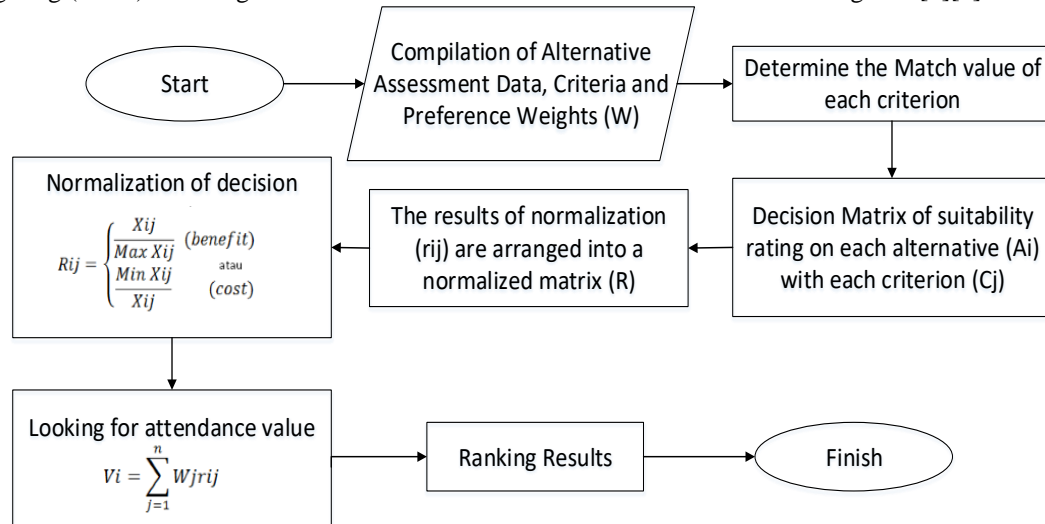 Start
Compilation of Alternative
Assessment Data, Criteria and
Preference Weights (W)
Determine the Match value of
each criterion
Decision Matrix of suitability
rating on each alternative (Ai)
with each criterion (Cj)
The results of normalization
(rij) are arranged into a
normalized matrix (R)
Normalization of decision
Rij = { Xij / Max Xij (benefit)
atau
Min Xij / Xij (cost)
Looking for attendance value
Vi = ∑ j=1 n Wjrij
Ranking Results
Finish